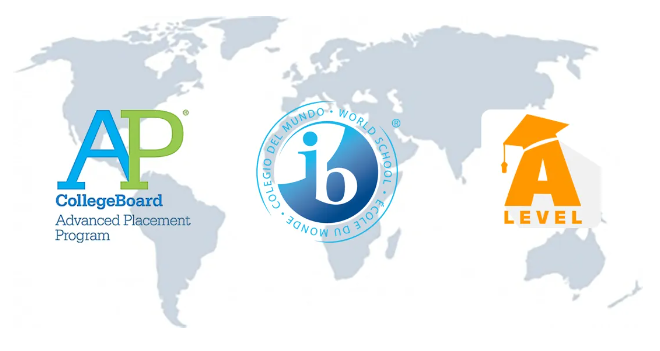 AP®
CollegeBoard
Advanced Placement
Program
COLEGIO DEL MUNDO · WORLD SCHOOL · ÉCOLE DU MONDE ·
ib
®
A
LEVEL